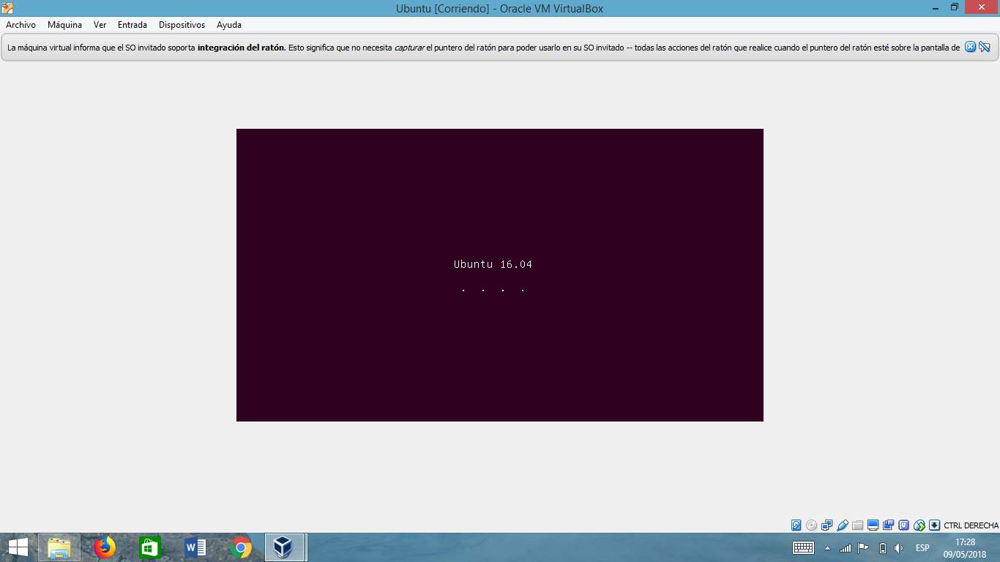 Ubuntu [Corriendo] - Oracle VM VirtualBox
Archivo Máquina Ver Entrada Dispositivos Ayuda
La máquina virtual informa que el SO invitado soporta integración del ratón. Esto significa que no necesita capturar el puntero del ratón para poder usarlo en su SO invitado -- todas las acciones del ratón que realice cuando el puntero del ratón esté sobre la pantalla de
Ubuntu 16.04
. . . .
CTRL DERECHA
ESP
17:28
09/05/2018